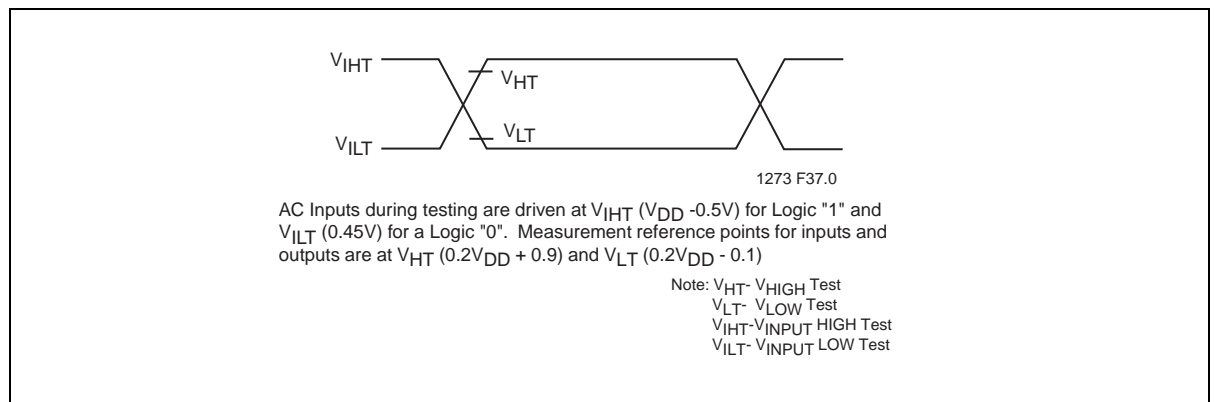 VIHT
VHT
VLT
VILT
1273 F37.0
AC Inputs during testing are driven at VIHT (VDD -0.5V) for Logic "1" and
VILT (0.45V) for a Logic "0". Measurement reference points for inputs and
outputs are at VHT (0.2VDD + 0.9) and VLT (0.2VDD - 0.1)
Note: VHT- VHIGH Test
VLT- VLOW Test
VIHT-VINPUT HIGH Test
VILT- VINPUT LOW Test